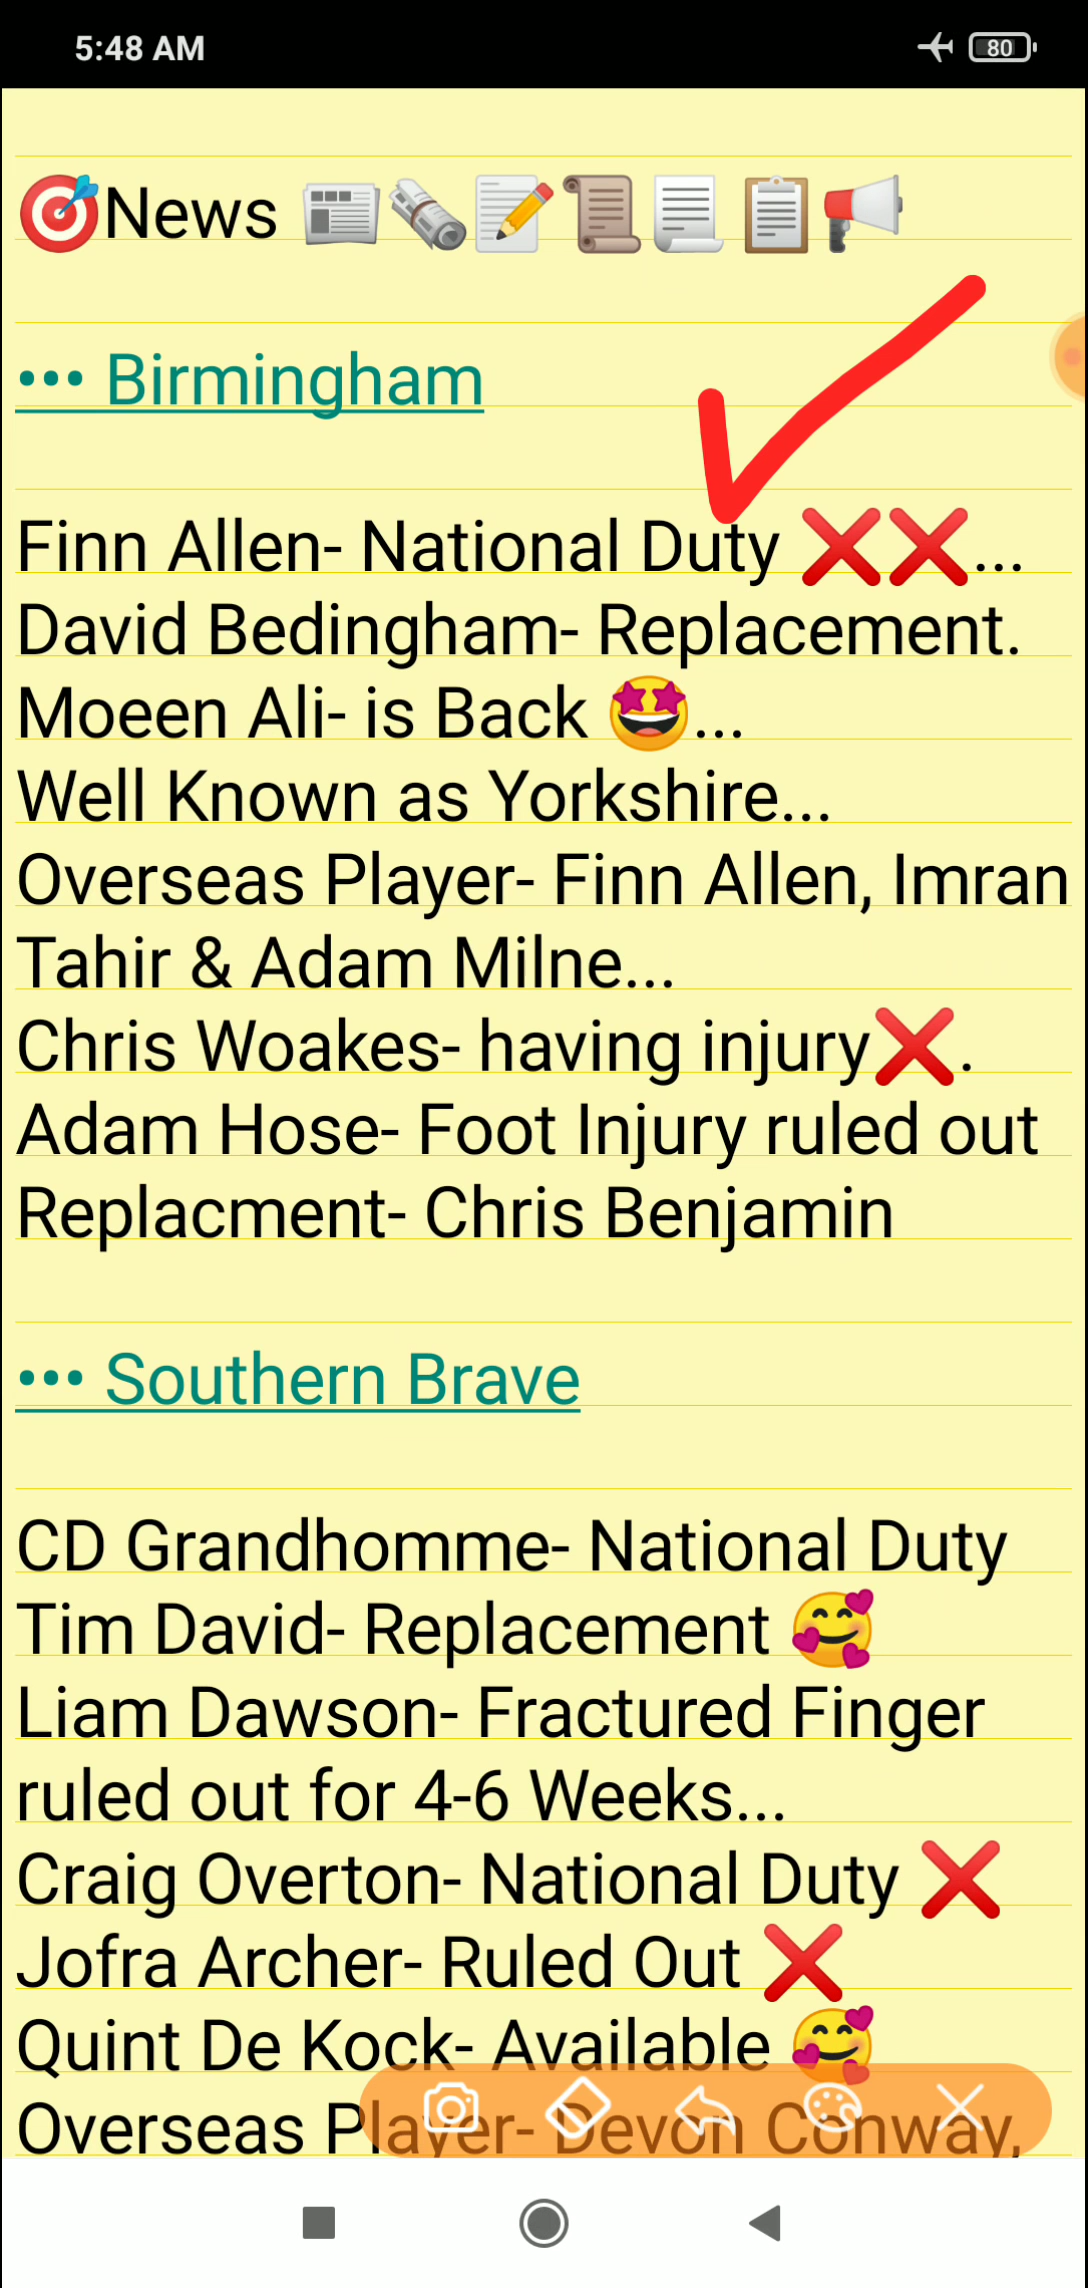 5:48 AM
80
🎯News 📰🗞📝📜📃📋📢
••• Birmingham
Finn Allen- National Duty ❌❌...
David Bedingham- Replacement.
Moeen Ali- is Back 🤩...
Well Known as Yorkshire...
Overseas Player- Finn Allen, Imran
Tahir & Adam Milne...
Chris Woakes- having injury❌.
Adam Hose- Foot Injury ruled out
Replacment- Chris Benjamin
••• Southern Brave
CD Grandhomme- National Duty
Tim David- Replacement 🥰
Liam Dawson- Fractured Finger
ruled out for 4-6 Weeks...
Craig Overton- National Duty ❌
Jofra Archer- Ruled Out ❌
Quint De Kock- Available 🥰
Overseas Player- Devon Conway,